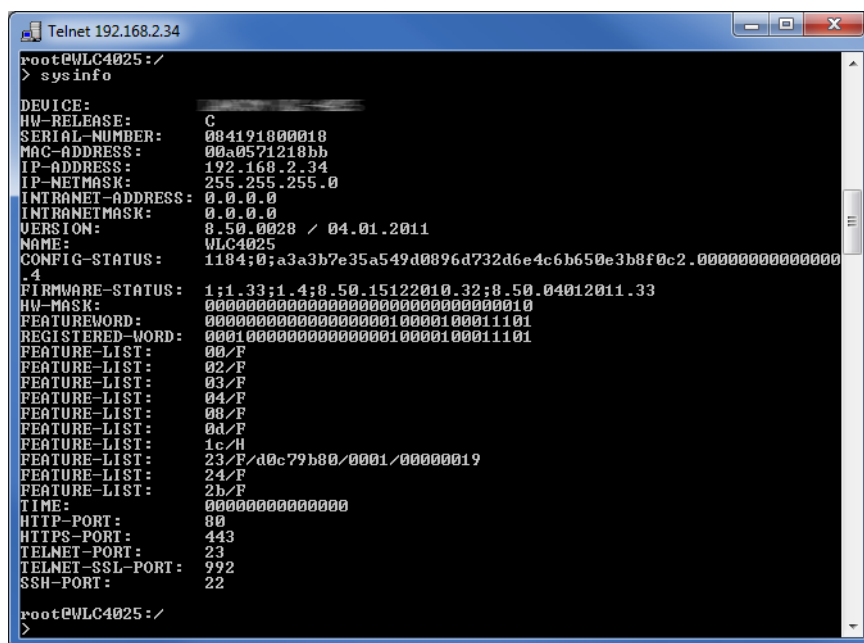 Telnet 192.168.2.34
root@WLC4025:/
> sysinfo
DEVICE:
HW-RELEASE: C
SERIAL-NUMBER: 084191800018
MAC-ADDRESS: 00a0571218bb
IP-ADDRESS: 192.168.2.34
IP-NETMASK: 255.255.255.0
INTRANET-ADDRESS: 0.0.0.0
INTRANETMASK: 0.0.0.0
VERSION: 8.50.0028 / 04.01.2011
NAME: WLC4025
CONFIG-STATUS: 1184;0;a3a3b7e35a549d0896d732d6e4c6b650e3b8f0c2.00000000000000
.4
FIRMWARE-STATUS: 1;1.33;1.4;8.50.15122010.32;8.50.04012011.33
HW-MASK: 00000000000000000000000000000010
FEATUREWORD: 00000000000000000010000100011101
REGISTERED-WORD: 00010000000000000010000100011101
FEATURE-LIST: 00/F
FEATURE-LIST: 02/F
FEATURE-LIST: 03/F
FEATURE-LIST: 04/F
FEATURE-LIST: 08/F
FEATURE-LIST: 0d/F
FEATURE-LIST: 1c/H
FEATURE-LIST: 23/F/d0c79b80/0001/00000019
FEATURE-LIST: 24/F
FEATURE-LIST: 2b/F
TIME: 00000000000000
HTTP-PORT: 80
HTTPS-PORT: 443
TELNET-PORT: 23
TELNET-SSL-PORT: 992
SSH-PORT: 22
root@WLC4025:/
>